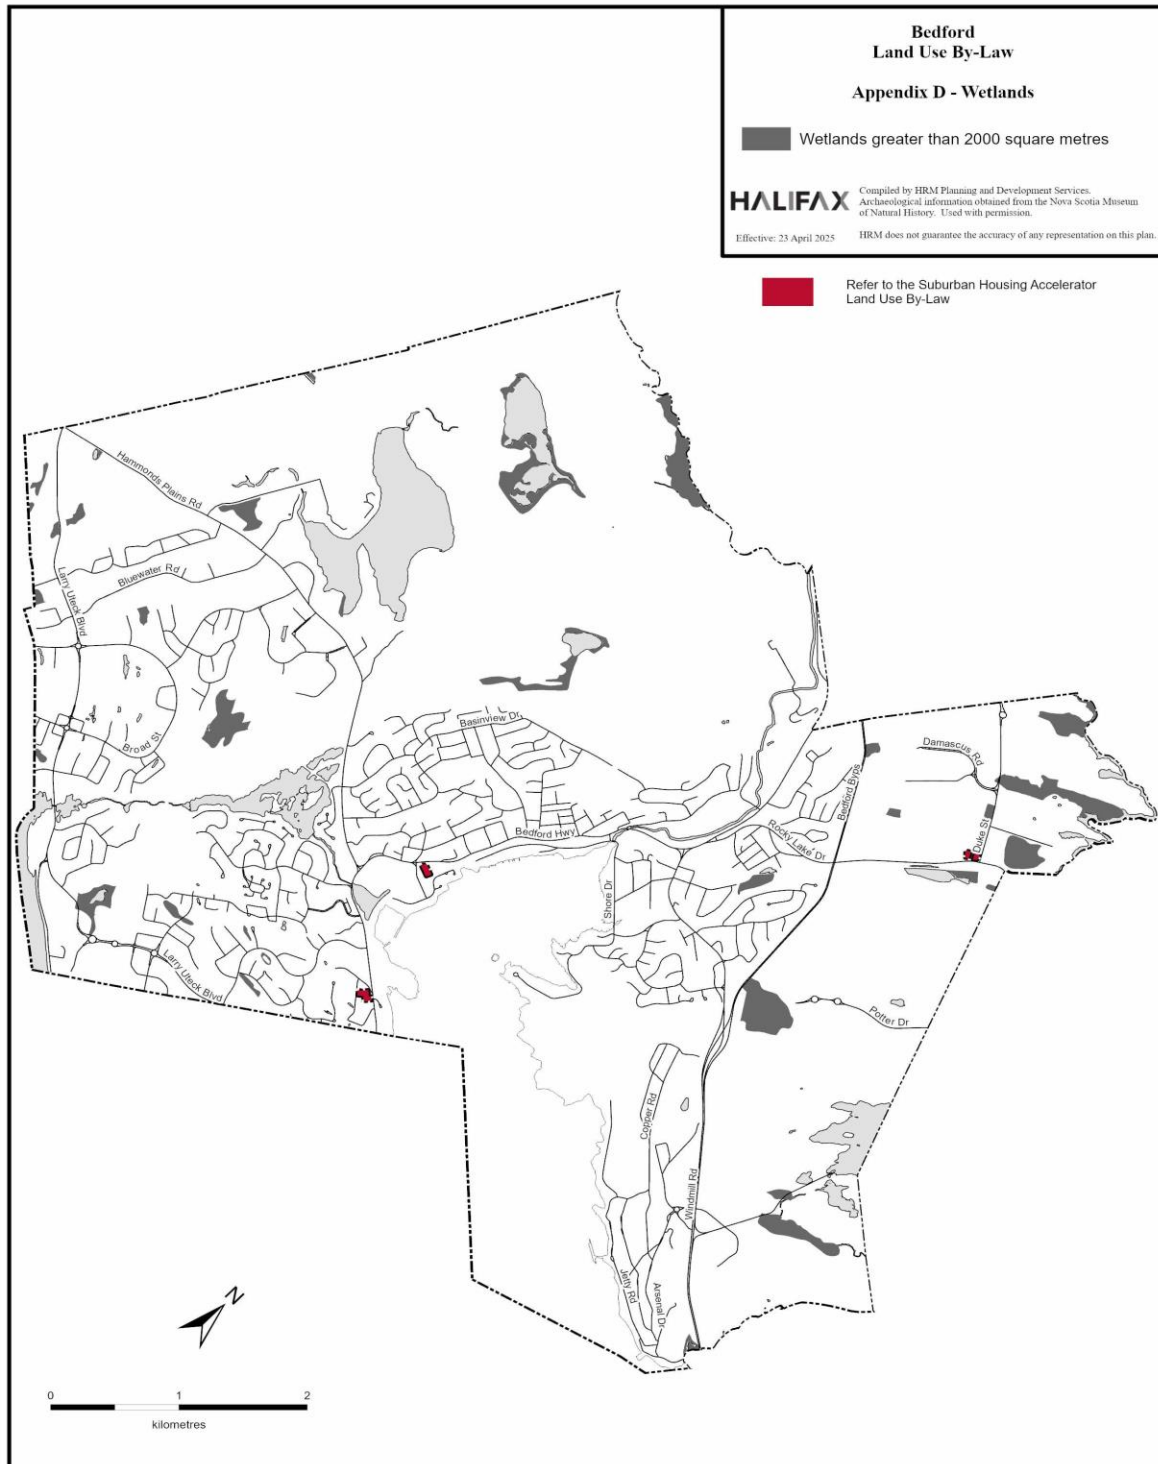 Bedford
Land Use By-Law
Appendix D - Wetlands
Wetlands greater than 2000 square metres
HALIFAX
Compiled by HRM Planning and Development Services.
Archaeological information obtained from the Nova Scotia Museum
of Natural History. Used with permission.
Effective: 23 April 2025
HRM does not guarantee the accuracy of any representation on this plan.
Refer to the Suburban Housing Accelerator
Land Use By-Law
Hammonds Plains Rd
Larry Uteck Blvd
Bluewater Rd
Broad St
Basinview Dr
Bedford Hwy
Bedford Byps
Damascus Rd
Duke St
Rocky Lake Dr
Shore Dr
Larry Uteck Blvd
Potter Dr
Copper Rd
Windmill Rd
Jetty Rd
Arsenal Dr
N
0 1 2
kilometres